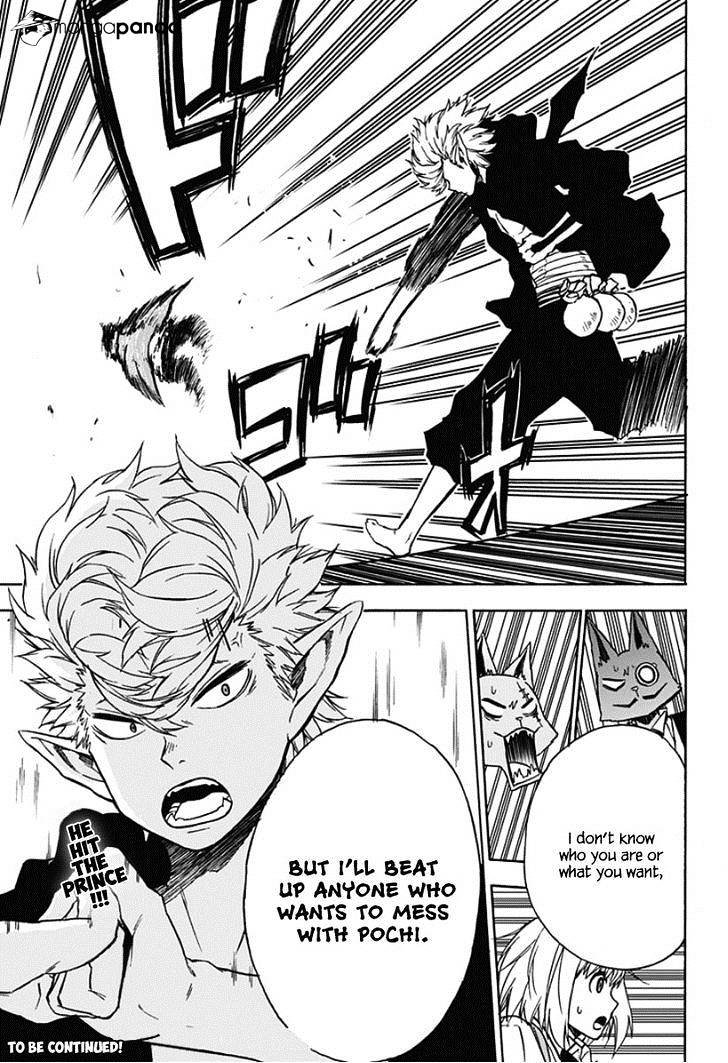 mangapanda
I don't know
who you are or
what you want,
BUT I'LL BEAT
UP ANYONE WHO
WANTS TO MESS
WITH POCHI.
HE
HIT
THE
PRINCE
!!!
TO BE CONTINUED!